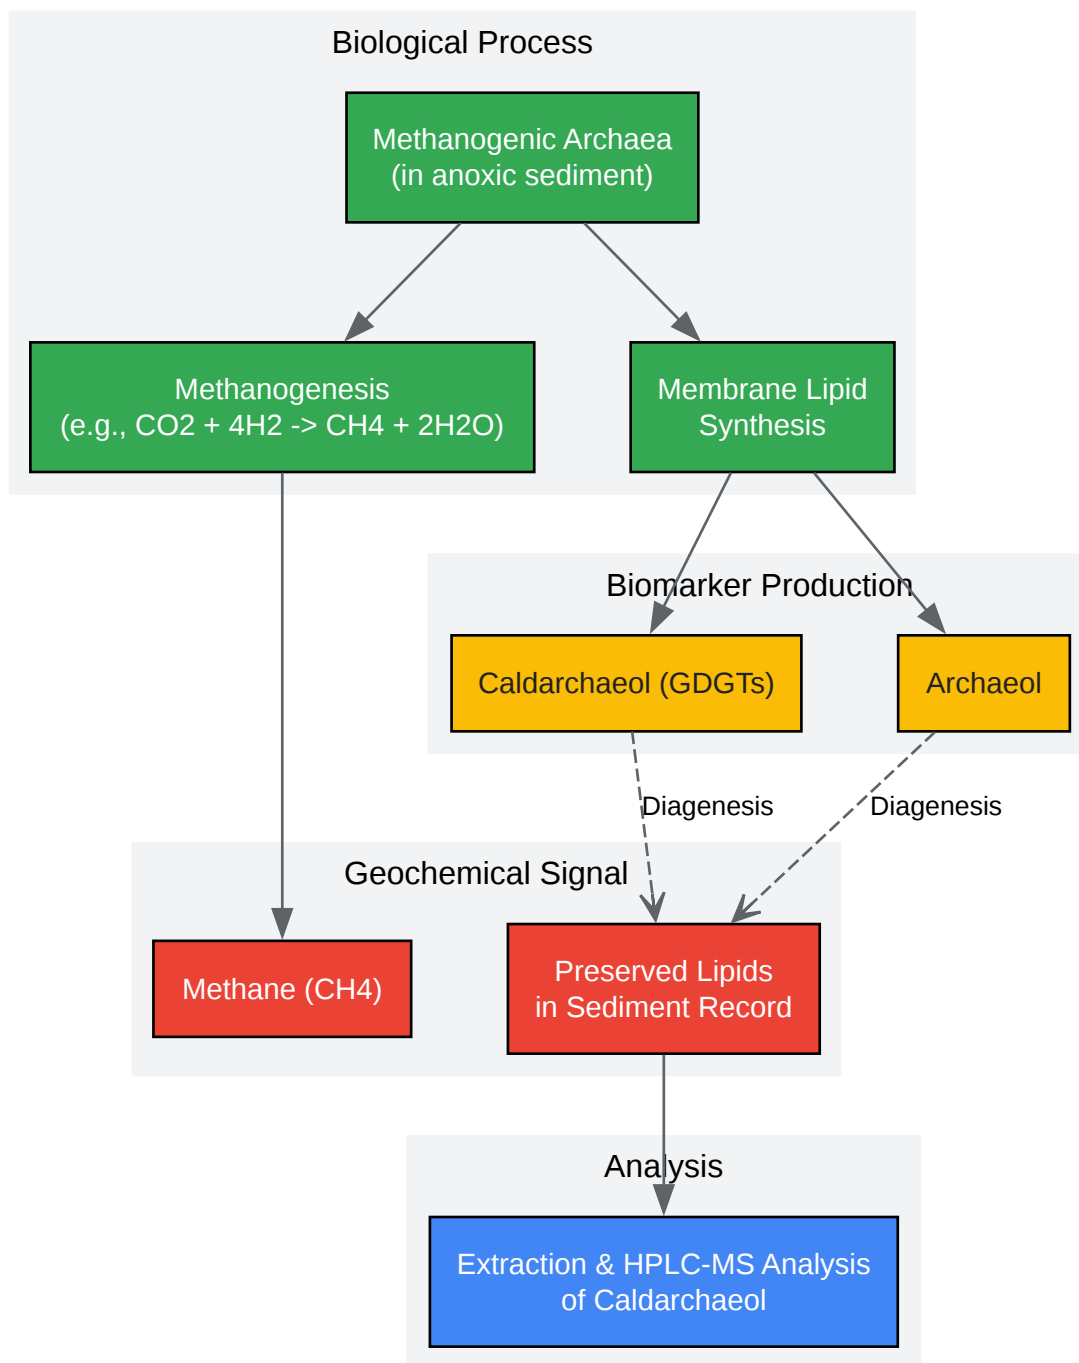 Biological Process
Methanogenic Archaea
(in anoxic sediment)
Methanogenesis
(e.g., CO2 + 4H2 -> CH4 + 2H2O)
Membrane Lipid
Synthesis
Biomarker Production
Caldarchaeol (GDGTs)
Archaeol
Diagenesis
Diagenesis
Geochemical Signal
Methane (CH4)
Preserved Lipids
in Sediment Record
Analysis
Extraction & HPLC-MS Analysis
of Caldarchaeol